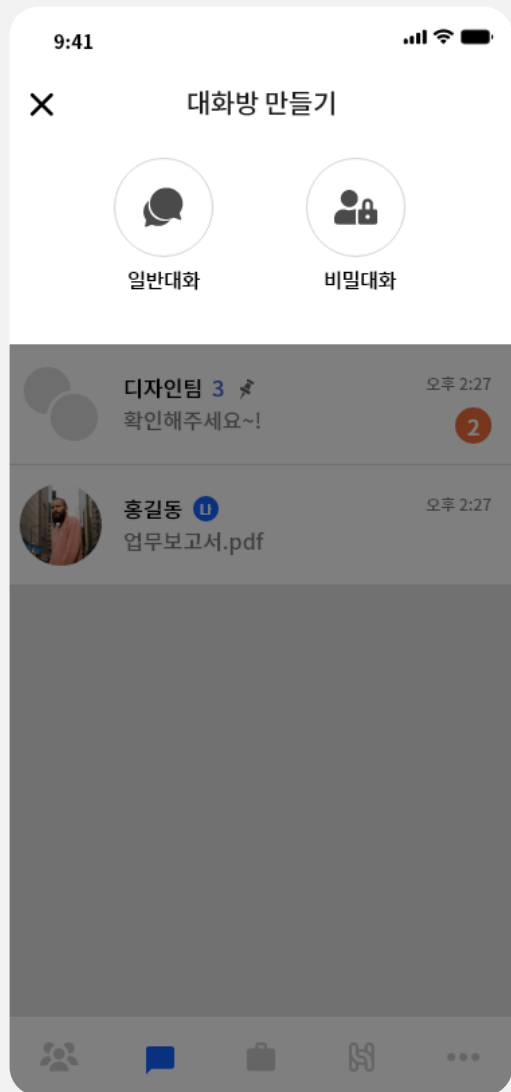 9:41
대화방 만들기
일반대화
비밀대화
디자인팀 3
오후 2:27
확인해주세요~!
2
홍길동 나
오후 2:27
업무보고서.pdf